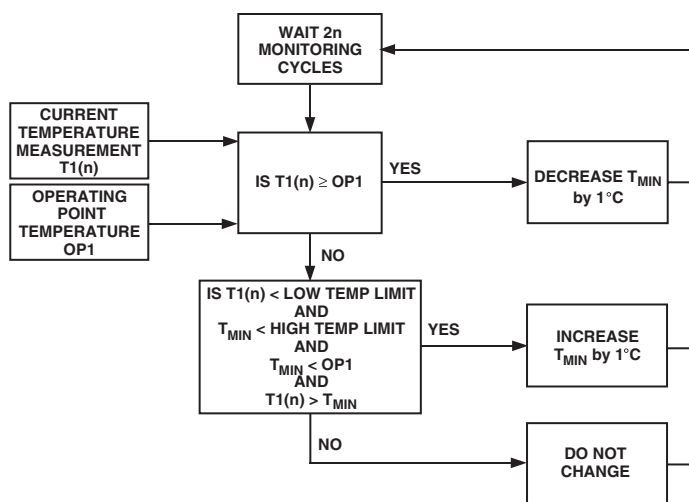 WAIT 2n
MONITORING
CYCLES
CURRENT
TEMPERATURE
MEASUREMENT
T1(n)
OPERATING
POINT
TEMPERATURE
OP1
IS T1(n) ≥ OP1
YES
DECREASE TMIN
by 1°C
NO
IS T1(n) < LOW TEMP LIMIT
AND
TMIN < HIGH TEMP LIMIT
AND
TMIN < OP1
AND
T1(n) > TMIN
YES
INCREASE
TMIN by 1°C
NO
DO NOT
CHANGE